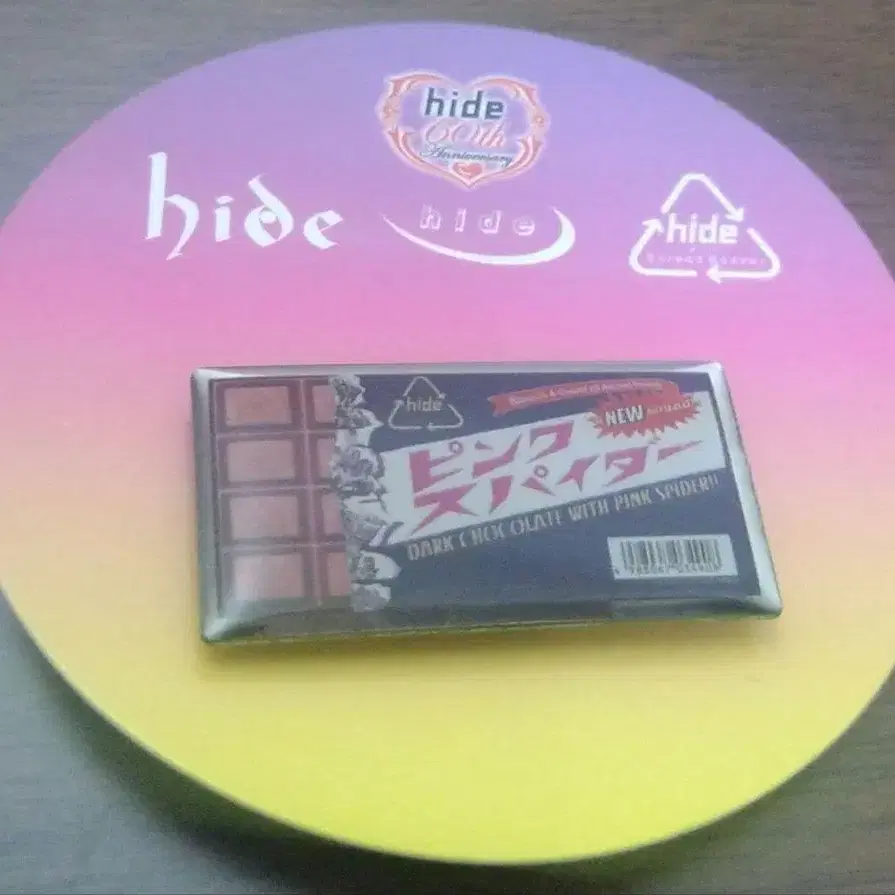 hide
60th
Anniversary
hide
hide
hide
hide
NEW
ピンク
スパイダー
DARK CHOCOLATE WITH PINK SPIDER!!